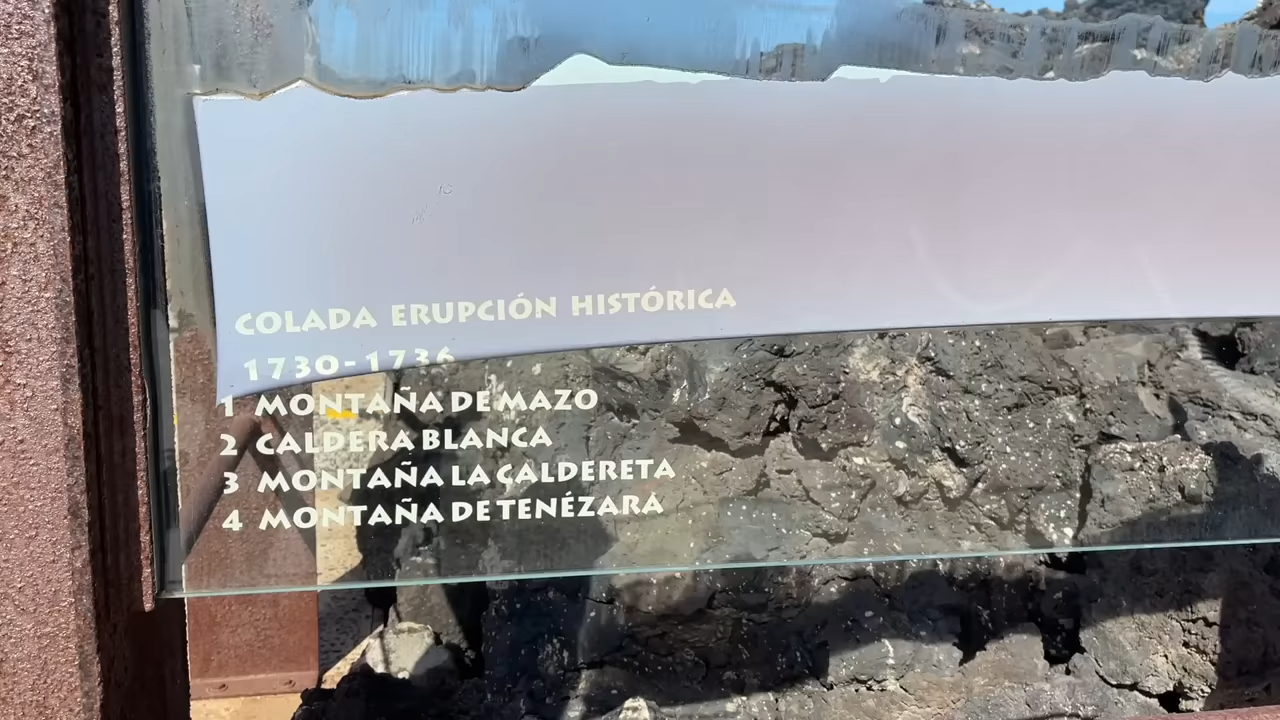 COLADA ERUPCIÓN HISTÓRICA
1730-1736
1 MONTAÑA DE MAZO
2 CALDERA BLANCA
3 MONTAÑA LA CALDERETA
4 MONTAÑA DE TENÉZARA